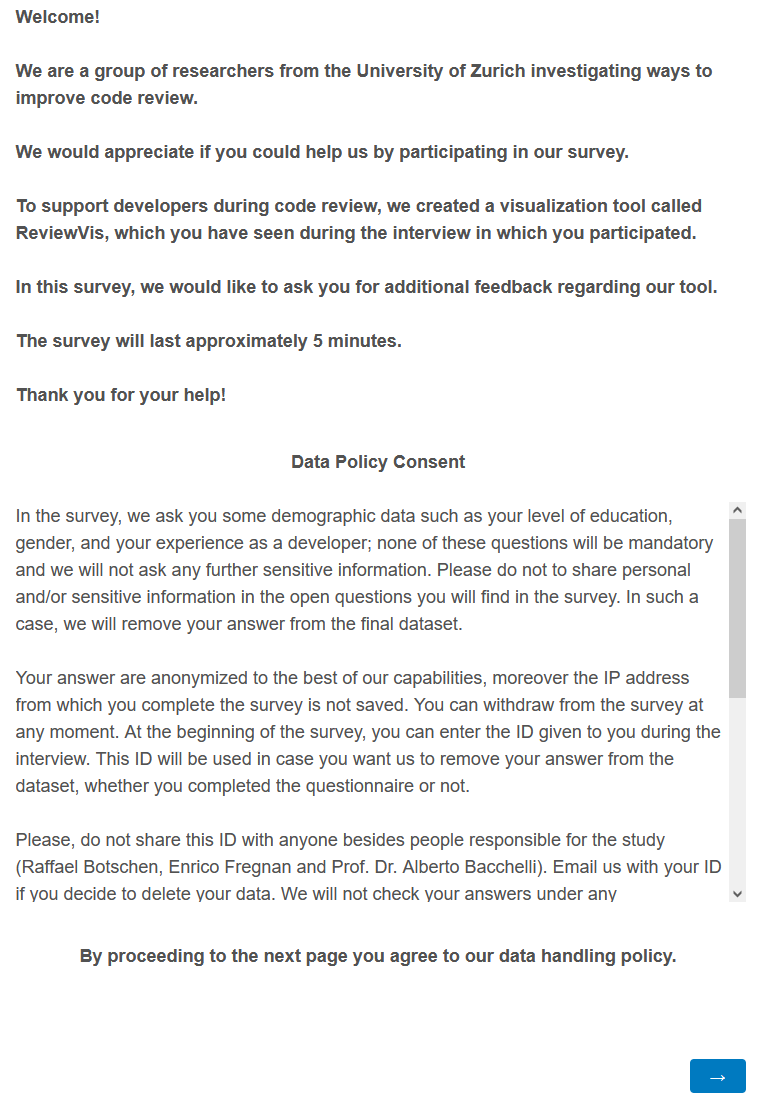 Welcome!
We are a group of researchers from the University of Zurich investigating ways to
improve code review.
We would appreciate if you could help us by participating in our survey.
To support developers during code review, we created a visualization tool called
ReviewVis, which you have seen during the interview in which you participated.
In this survey, we would like to ask you for additional feedback regarding our tool.
The survey will last approximately 5 minutes.
Thank you for your help!
Data Policy Consent
In the survey, we ask you some demographic data such as your level of education,
gender, and your experience as a developer; none of these questions will be mandatory
and we will not ask any further sensitive information. Please do not to share personal
and/or sensitive information in the open questions you will find in the survey. In such a
case, we will remove your answer from the final dataset.
Your answer are anonymized to the best of our capabilities, moreover the IP address
from which you complete the survey is not saved. You can withdraw from the survey at
any moment. At the beginning of the survey, you can enter the ID given to you during the
interview. This ID will be used in case you want us to remove your answer from the
dataset, whether you completed the questionnaire or not.
Please, do not share this ID with anyone besides people responsible for the study
(Raffael Botschen, Enrico Fregnan and Prof. Dr. Alberto Bacchelli). Email us with your ID
if you decide to delete your data. We will not check your answers under any
By proceeding to the next page you agree to our data handling policy.
→